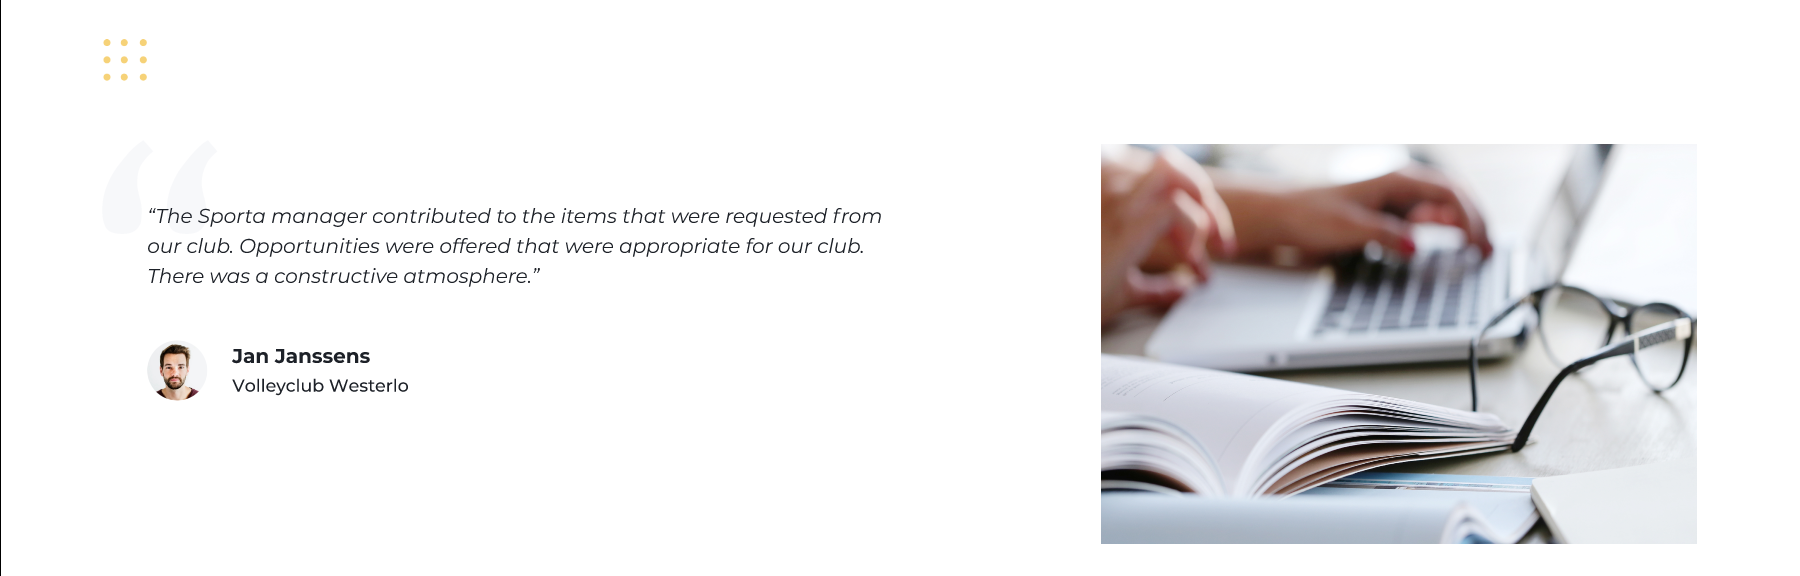 “The Sporta manager contributed to the items that were requested from
our club. Opportunities were offered that were appropriate for our club.
There was a constructive atmosphere.”
Jan Janssens
Volleyclub Westerlo